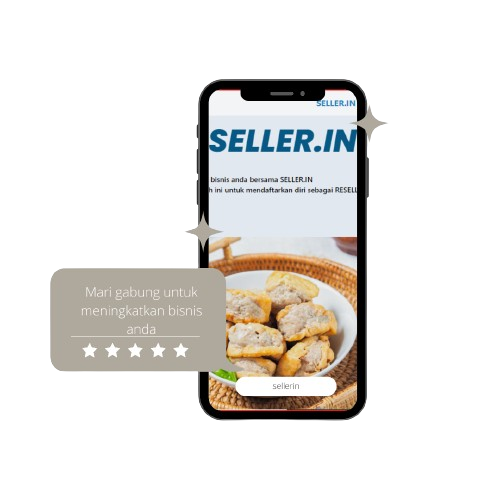 SELLER.IN
SELLER.IN
bisnis anda bersama SELLER.IN
h ini untuk mendaftarkan diri sebagai RESELL
Mari gabung untuk
meningkatkan bisnis
anda
sellerin